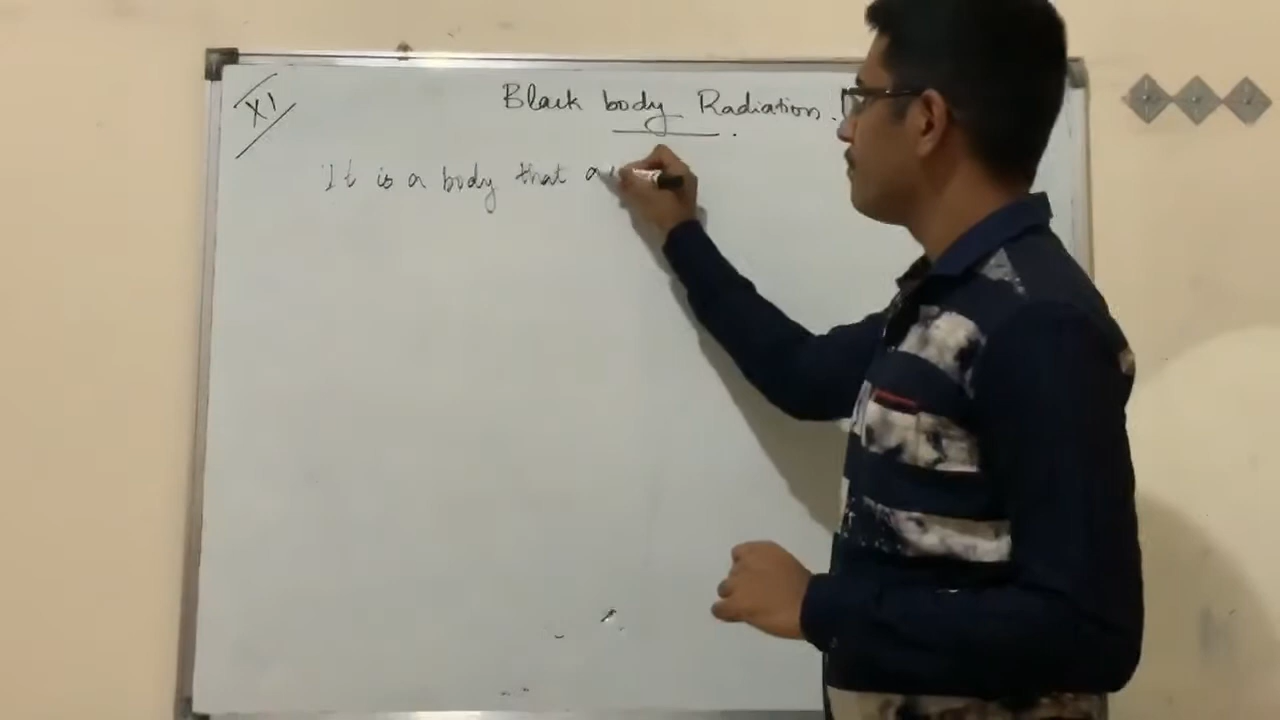 XI
Black body Radiation.
It is a body that